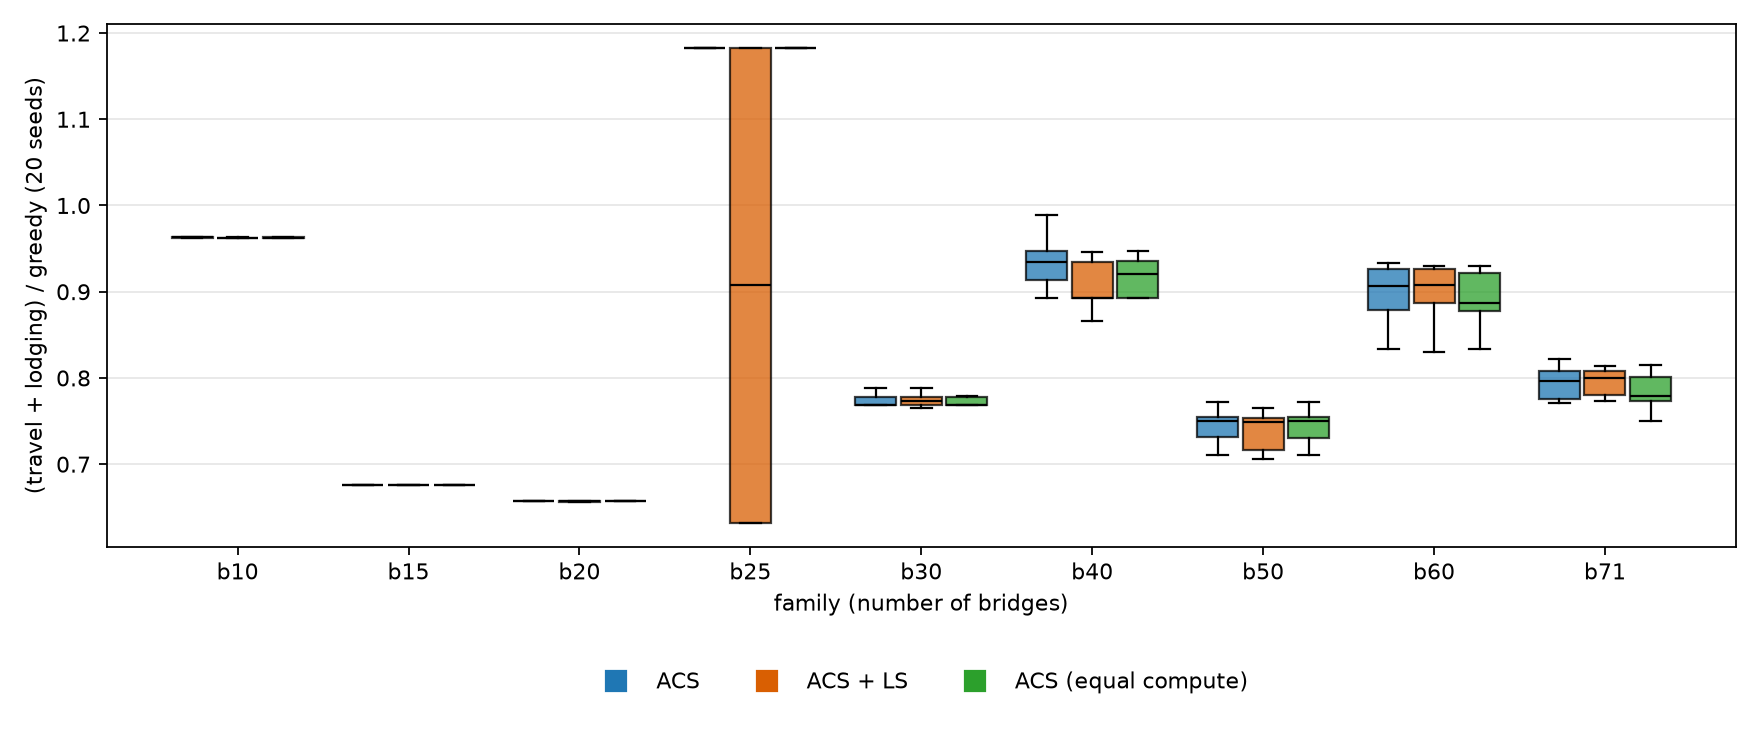 (travel + lodging) / greedy (20 seeds)
1.2
1.1
1.0
0.9
0.8
0.7
b10 b15 b20 b25 b30 b40 b50 b60 b71
family (number of bridges)
ACS ACS + LS ACS (equal compute)